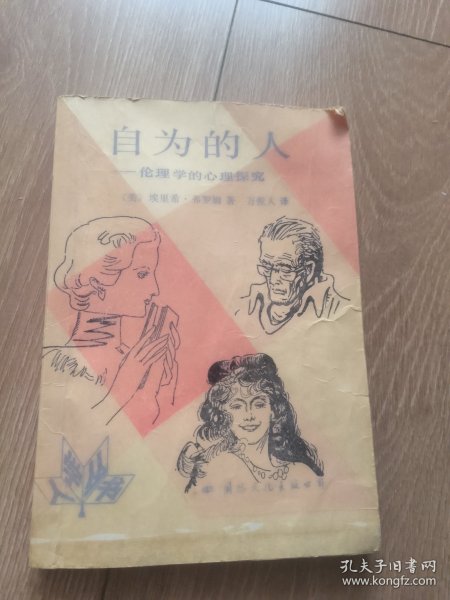 自为的人
——伦理学的心理探究
〔美〕埃里希·弗罗姆 著 万俊人 译
国际文化出版公司
孔夫子旧书网
www.kongfz.com